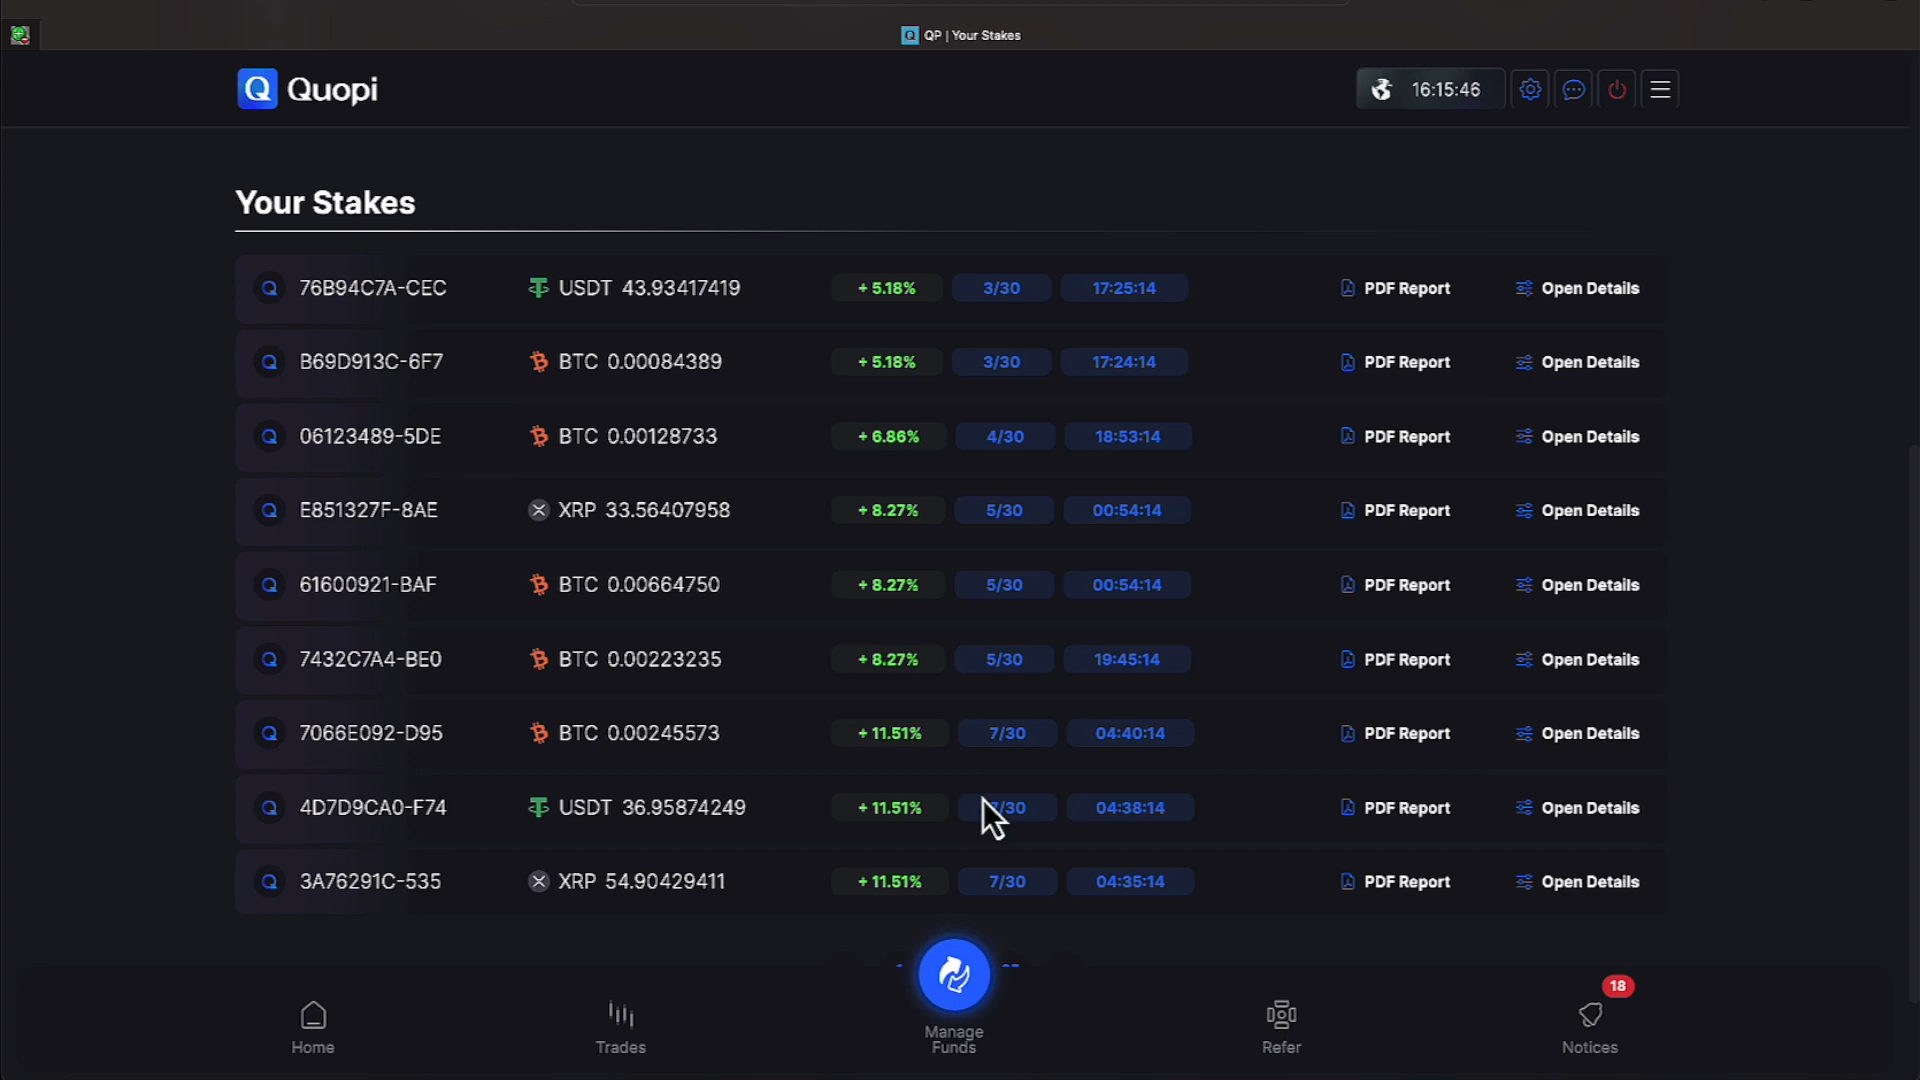 QP | Your Stakes
Quopi
16:15:46
Your Stakes
76B94C7A-CEC USDT 43.93417419 + 5.18% 3/30 17:25:14 PDF Report Open Details
B69D913C-6F7 BTC 0.00084389 + 5.18% 3/30 17:24:14 PDF Report Open Details
06123489-5DE BTC 0.00128733 + 6.86% 4/30 18:53:14 PDF Report Open Details
E851327F-8AE XRP 33.56407958 + 8.27% 5/30 00:54:14 PDF Report Open Details
61600921-BAF BTC 0.00664750 + 8.27% 5/30 00:54:14 PDF Report Open Details
7432C7A4-BE0 BTC 0.00223235 + 8.27% 5/30 19:45:14 PDF Report Open Details
7066E092-D95 BTC 0.00245573 + 11.51% 7/30 04:40:14 PDF Report Open Details
4D7D9CA0-F74 USDT 36.95874249 + 11.51% 7/30 04:38:14 PDF Report Open Details
3A76291C-535 XRP 54.90429411 + 11.51% 7/30 04:35:14 PDF Report Open Details
18
Home Trades Manage Funds Refer Notices